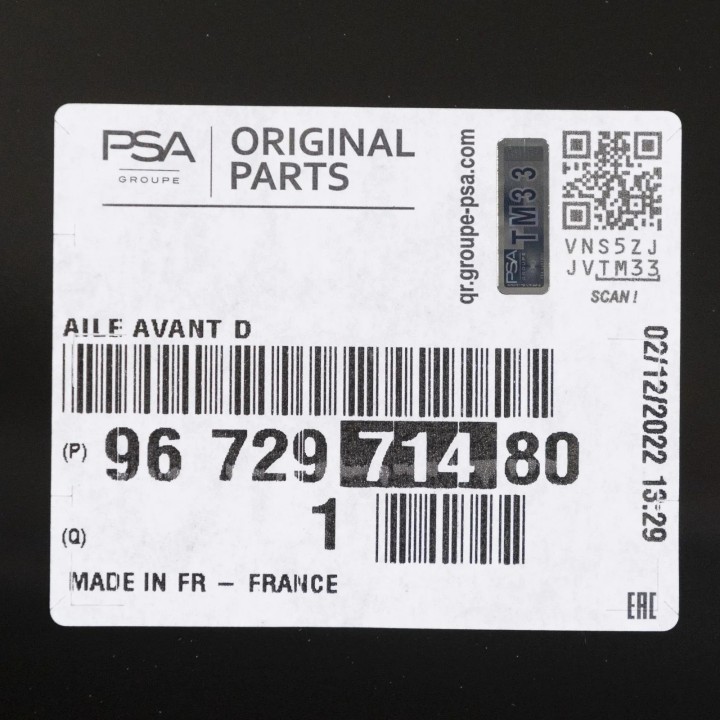 PSA
GROUPE
ORIGINAL
PARTS
qr.groupe-psa.com
PSA
GROUPE
TM33
VNS5ZJ
JVTM33
SCAN!
AILE AVANT D
(P) 96 729 714 80
(Q) 1
MADE IN FR – FRANCE
02/12/2022 13:29
EAC